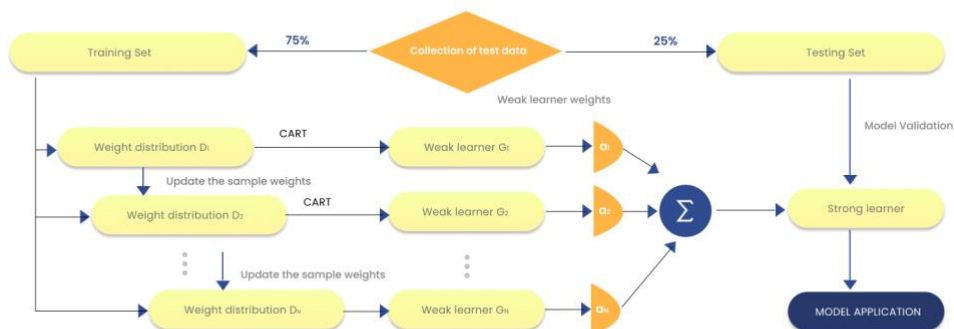 75%
25%
Training Set
Collection of test data
Testing Set
Weak learner weights
Model Validation
CART
Weight distribution D₁
Weak learner G₁
α₁
Update the sample weights
Weight distribution D₂
CART
Weak learner G₂
α₂
Σ
Strong learner
Update the sample weights
Weight distribution Dₙ
Weak learner Gₙ
αₙ
MODEL APPLICATION